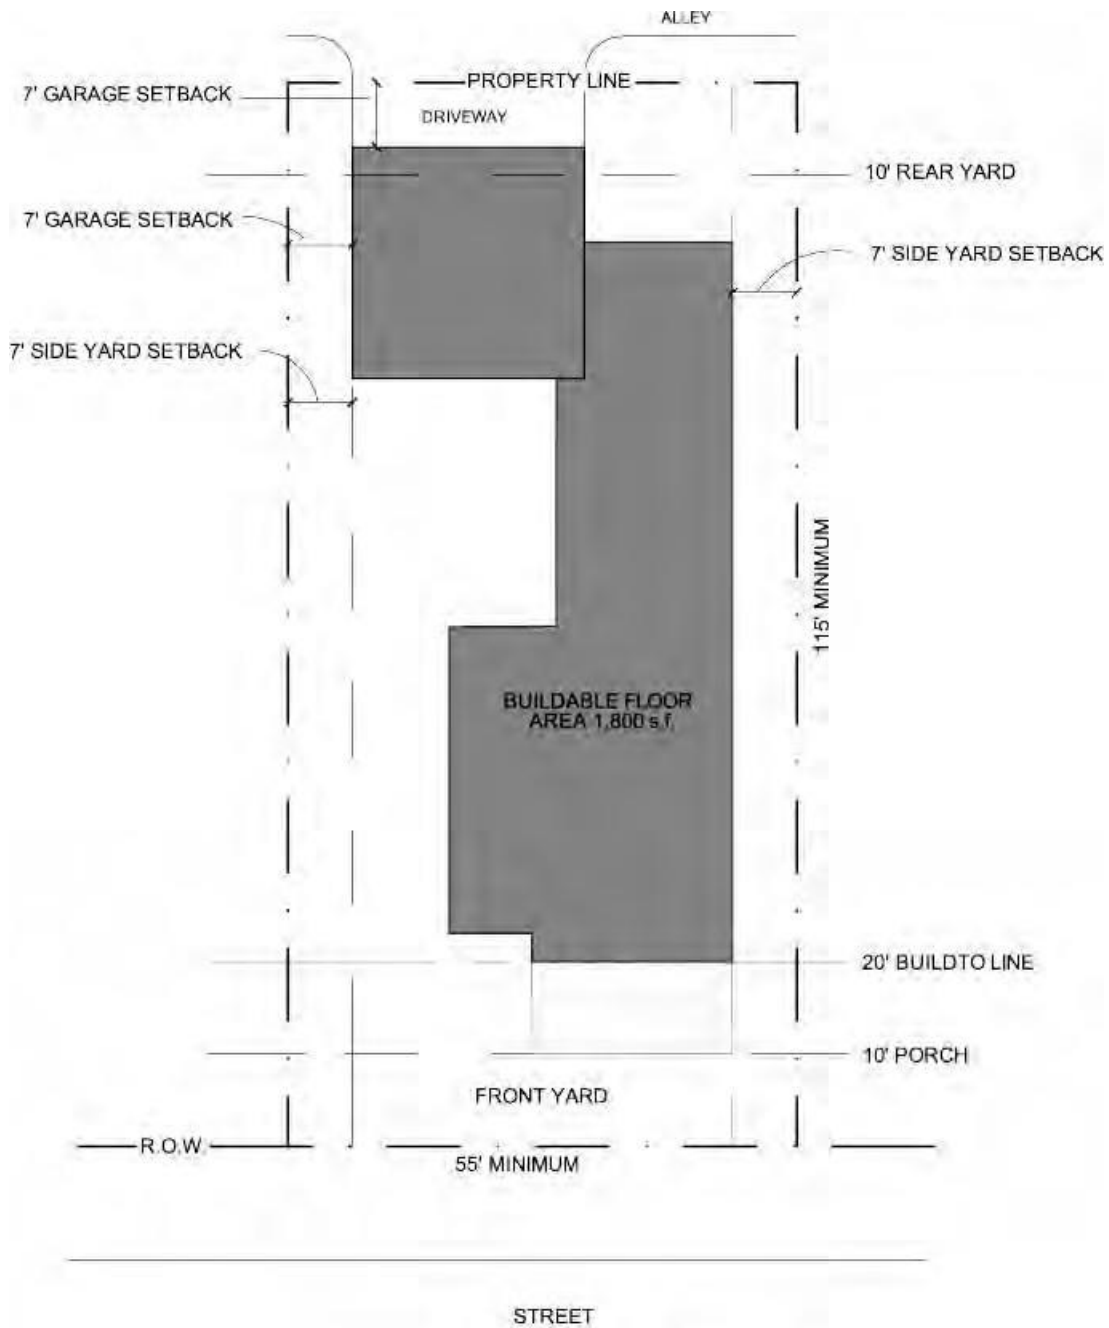 ALLEY
PROPERTY LINE
7' GARAGE SETBACK
DRIVEWAY
10' REAR YARD
7' GARAGE SETBACK
7' SIDE YARD SETBACK
7' SIDE YARD SETBACK
115' MINIMUM
BUILDABLE FLOOR
AREA 1,800 s.f.
20' BUILDTO LINE
10' PORCH
FRONT YARD
R.O.W.
55' MINIMUM
STREET